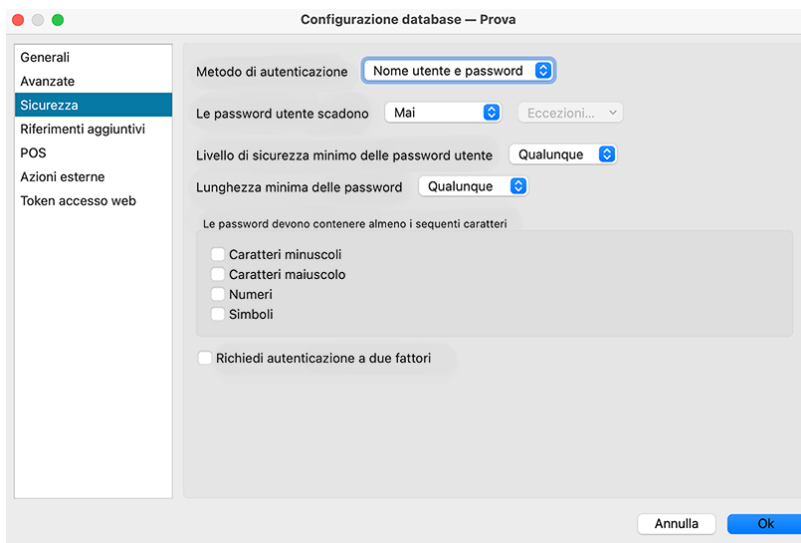 Configurazione database — Prova
Generali
Avanzate
Sicurezza
Riferimenti aggiuntivi
POS
Azioni esterne
Token accesso web
Metodo di autenticazione Nome utente e password
Le password utente scadono Mai Eccezioni...
Livello di sicurezza minimo delle password utente Qualunque
Lunghezza minima delle password Qualunque
Le password devono contenere almeno i sequenti caratteri
Caratteri minuscoli
Caratteri maiuscolo
Numeri
Simboli
Richiedi autenticazione a due fattori
Annulla Ok